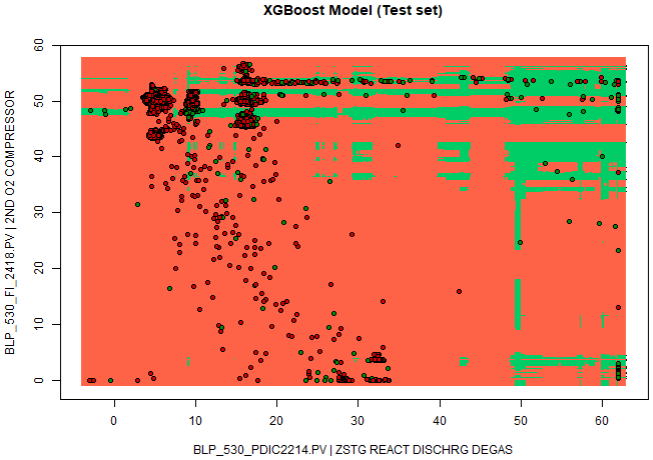 XGBoost Model (Test set)
60
50
40
30
20
10
0
BLP_530_FI_2418.PV | 2ND O2 COMPRESSOR
0 10 20 30 40 50 60
BLP_530_PDIC2214.PV | ZSTG REACT DISCHRG DEGAS